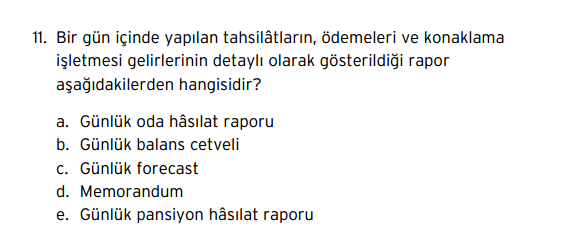 11. Bir gün içinde yapılan tahsilâtların, ödemeleri ve konaklama
işletmesi gelirlerinin detaylı olarak gösterildiği rapor
aşağıdakilerden hangisidir?
a. Günlük oda hâsılat raporu
b. Günlük balans cetveli
c. Günlük forecast
d. Memorandum
e. Günlük pansiyon hâsılat raporu